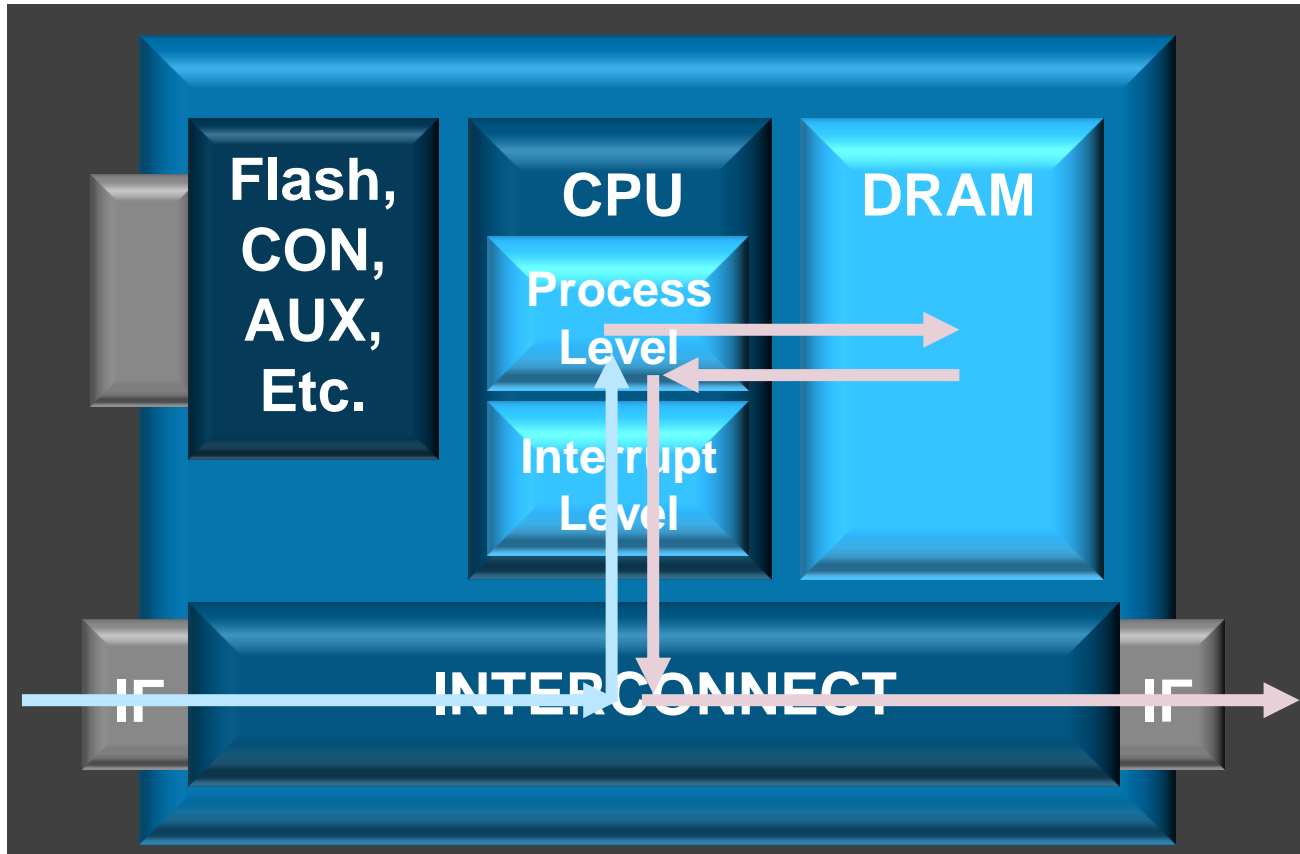 Flash,
CON,
AUX,
Etc.
CPU
Process
Level
Interrupt
Level
DRAM
IF
INTERCONNECT
IF